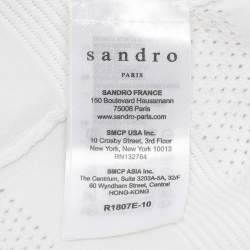 sandro
PARIS
SANDRO FRANCE
150 Boulevard Haussmann
75008 Paris
www.sandro-paris.com
SMCP USA Inc.
10 Crosby Street, 3rd Floor
New York, New York 10013
RN132764
SMCP ASIA Inc.
The Centrium, Suite 3203A-5A, 32/F
60 Wyndham Street, Central
HONG-KONG
R1807E-10